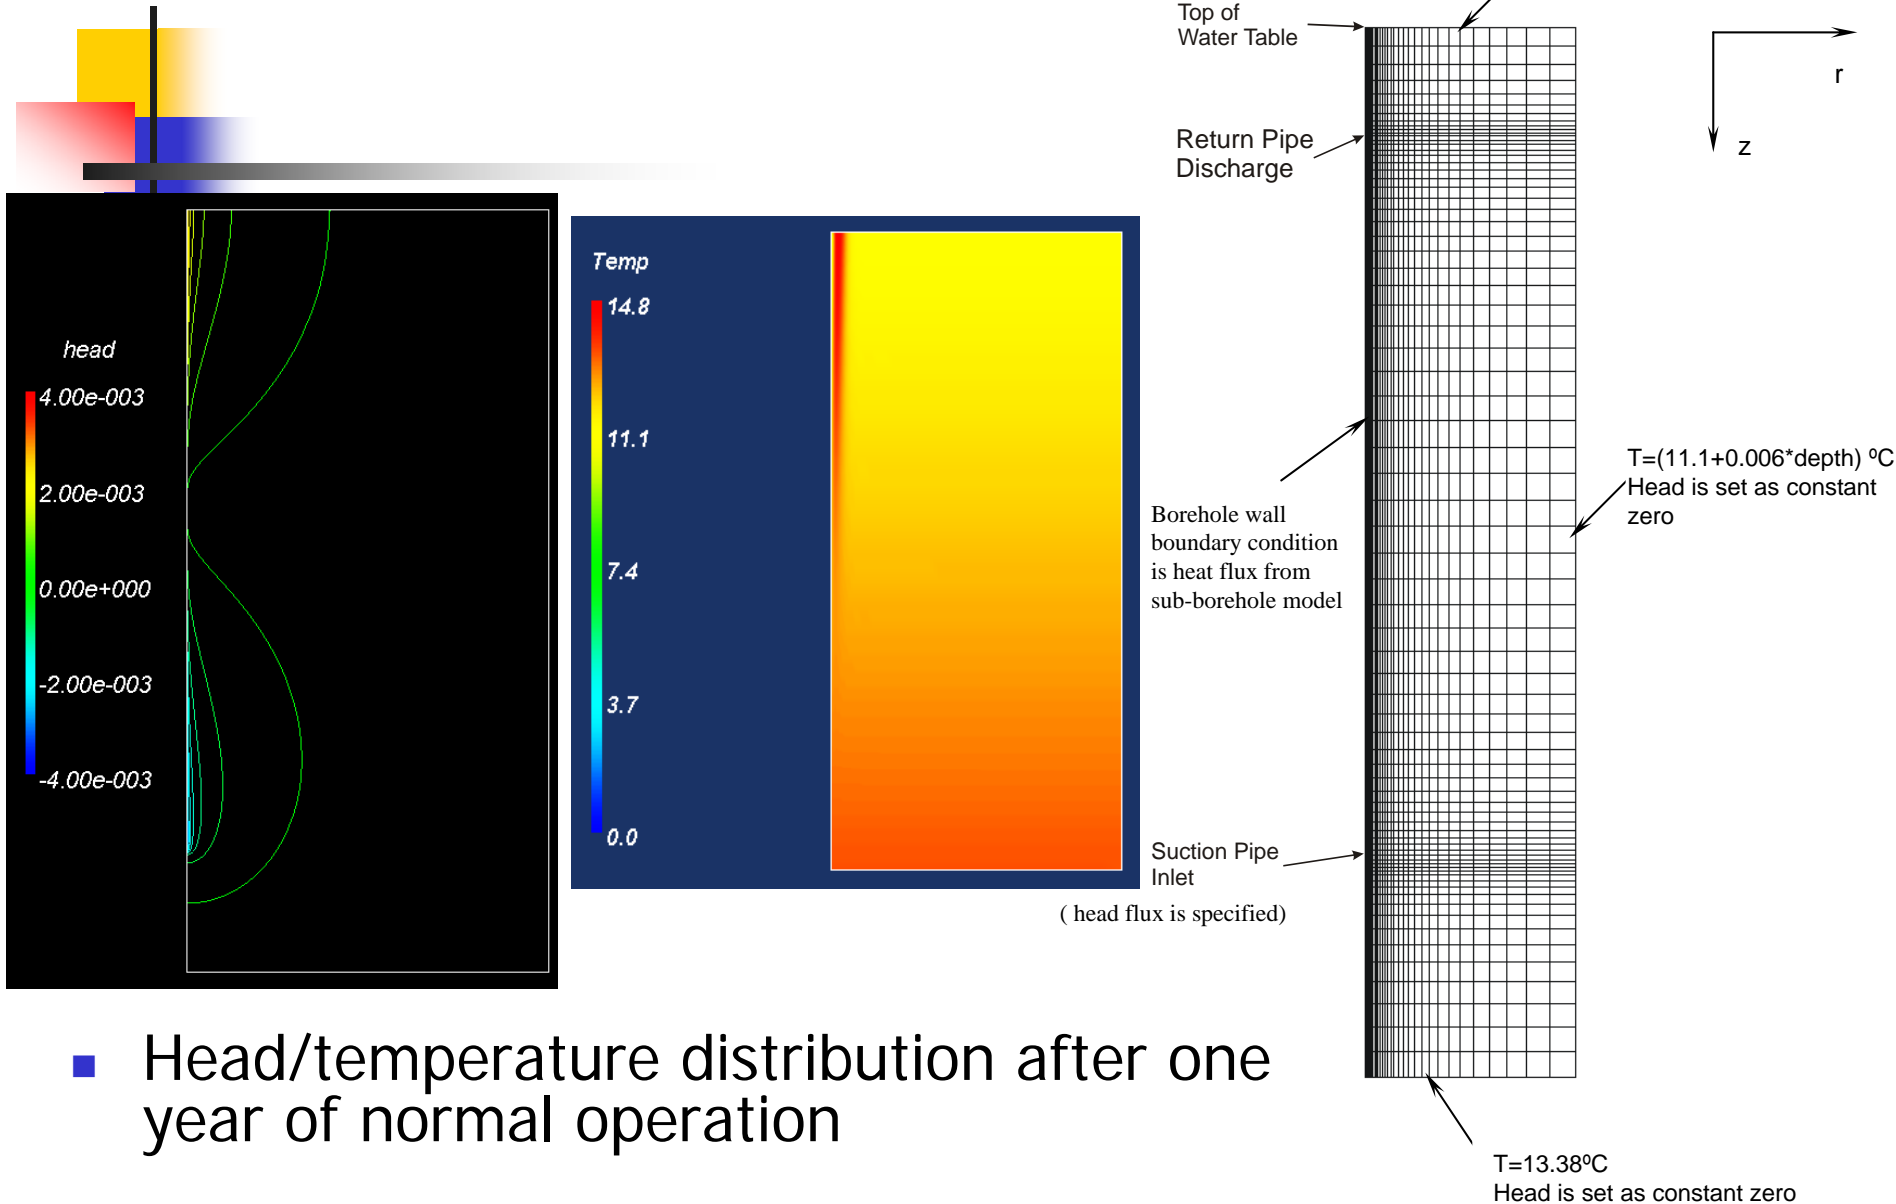 Top of
Water Table
r
z
Return Pipe
Discharge
head
4.00e-003
2.00e-003
0.00e+000
-2.00e-003
-4.00e-003
Temp
14.8
11.1
7.4
3.7
0.0
Borehole wall
boundary condition
is heat flux from
sub-borehole model
T=(11.1+0.006*depth) ºC
Head is set as constant
zero
Suction Pipe
Inlet
( head flux is specified)
Head/temperature distribution after one
year of normal operation
T=13.38ºC
Head is set as constant zero